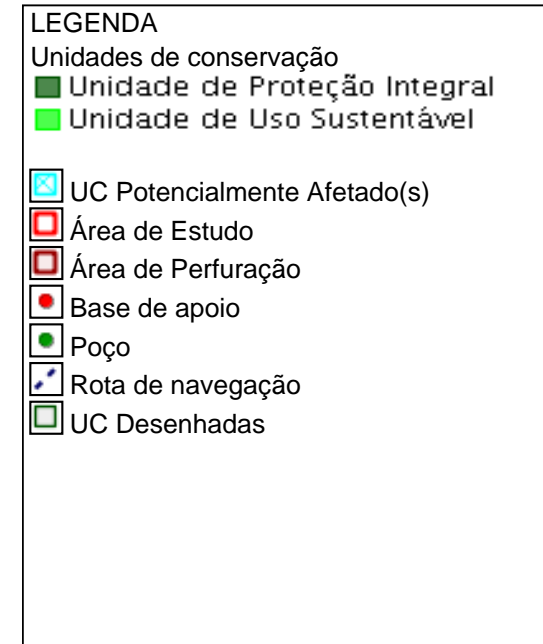 LEGENDA
Unidades de conservação
Unidade de Proteção Integral
Unidade de Uso Sustentável
UC Potencialmente Afetado(s)
Área de Estudo
Área de Perfuração
Base de apoio
Poço
Rota de navegação
UC Desenhadas